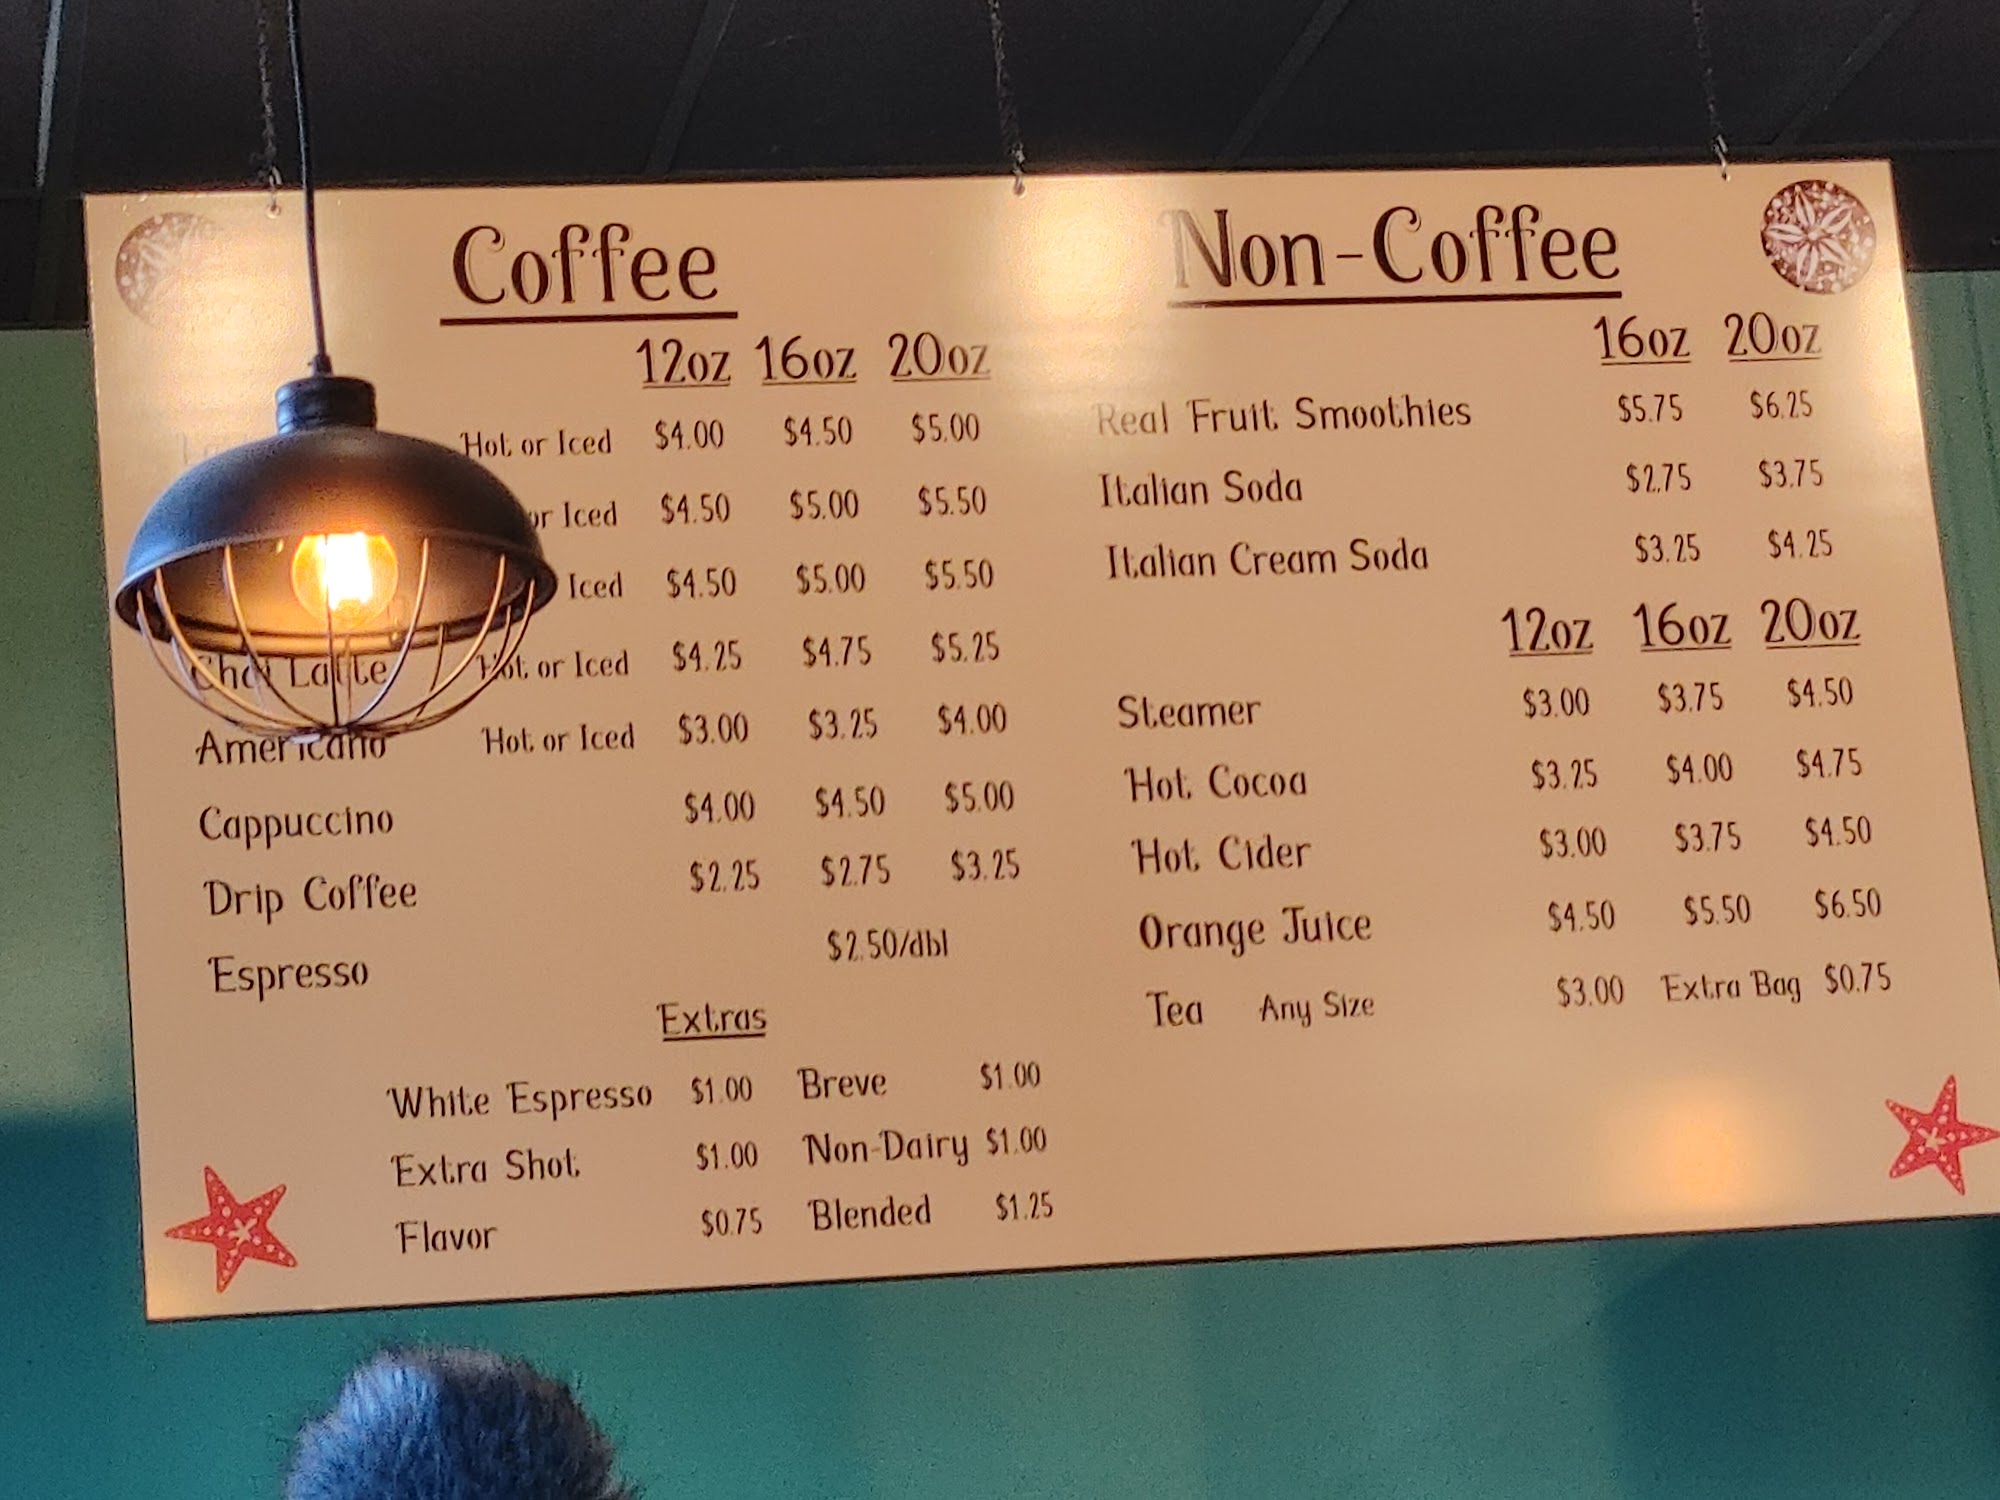 Coffee
12oz 16oz 20oz
Hot or Iced $4.00 $4.50 $5.00
or Iced $4.50 $5.00 $5.50
Iced $4.50 $5.00 $5.50
Chai Latte Hot or Iced $4.25 $4.75 $5.25
Americano Hot or Iced $3.00 $3.25 $4.00
Cappuccino $4.00 $4.50 $5.00
Drip Coffee $2.25 $2.75 $3.25
Espresso $2.50/dbl
Extras
White Espresso $1.00 Breve $1.00
Extra Shot $1.00 Non-Dairy $1.00
Flavor $0.75 Blended $1.25
Non-Coffee
16oz 20oz
Real Fruit Smoothies $5.75 $6.25
Italian Soda $2.75 $3.75
Italian Cream Soda $3.25 $4.25
12oz 16oz 20oz
Steamer $3.00 $3.75 $4.50
Hot Cocoa $3.25 $4.00 $4.75
Hot Cider $3.00 $3.75 $4.50
Orange Juice $4.50 $5.50 $6.50
Tea Any Size $3.00 Extra Bag $0.75